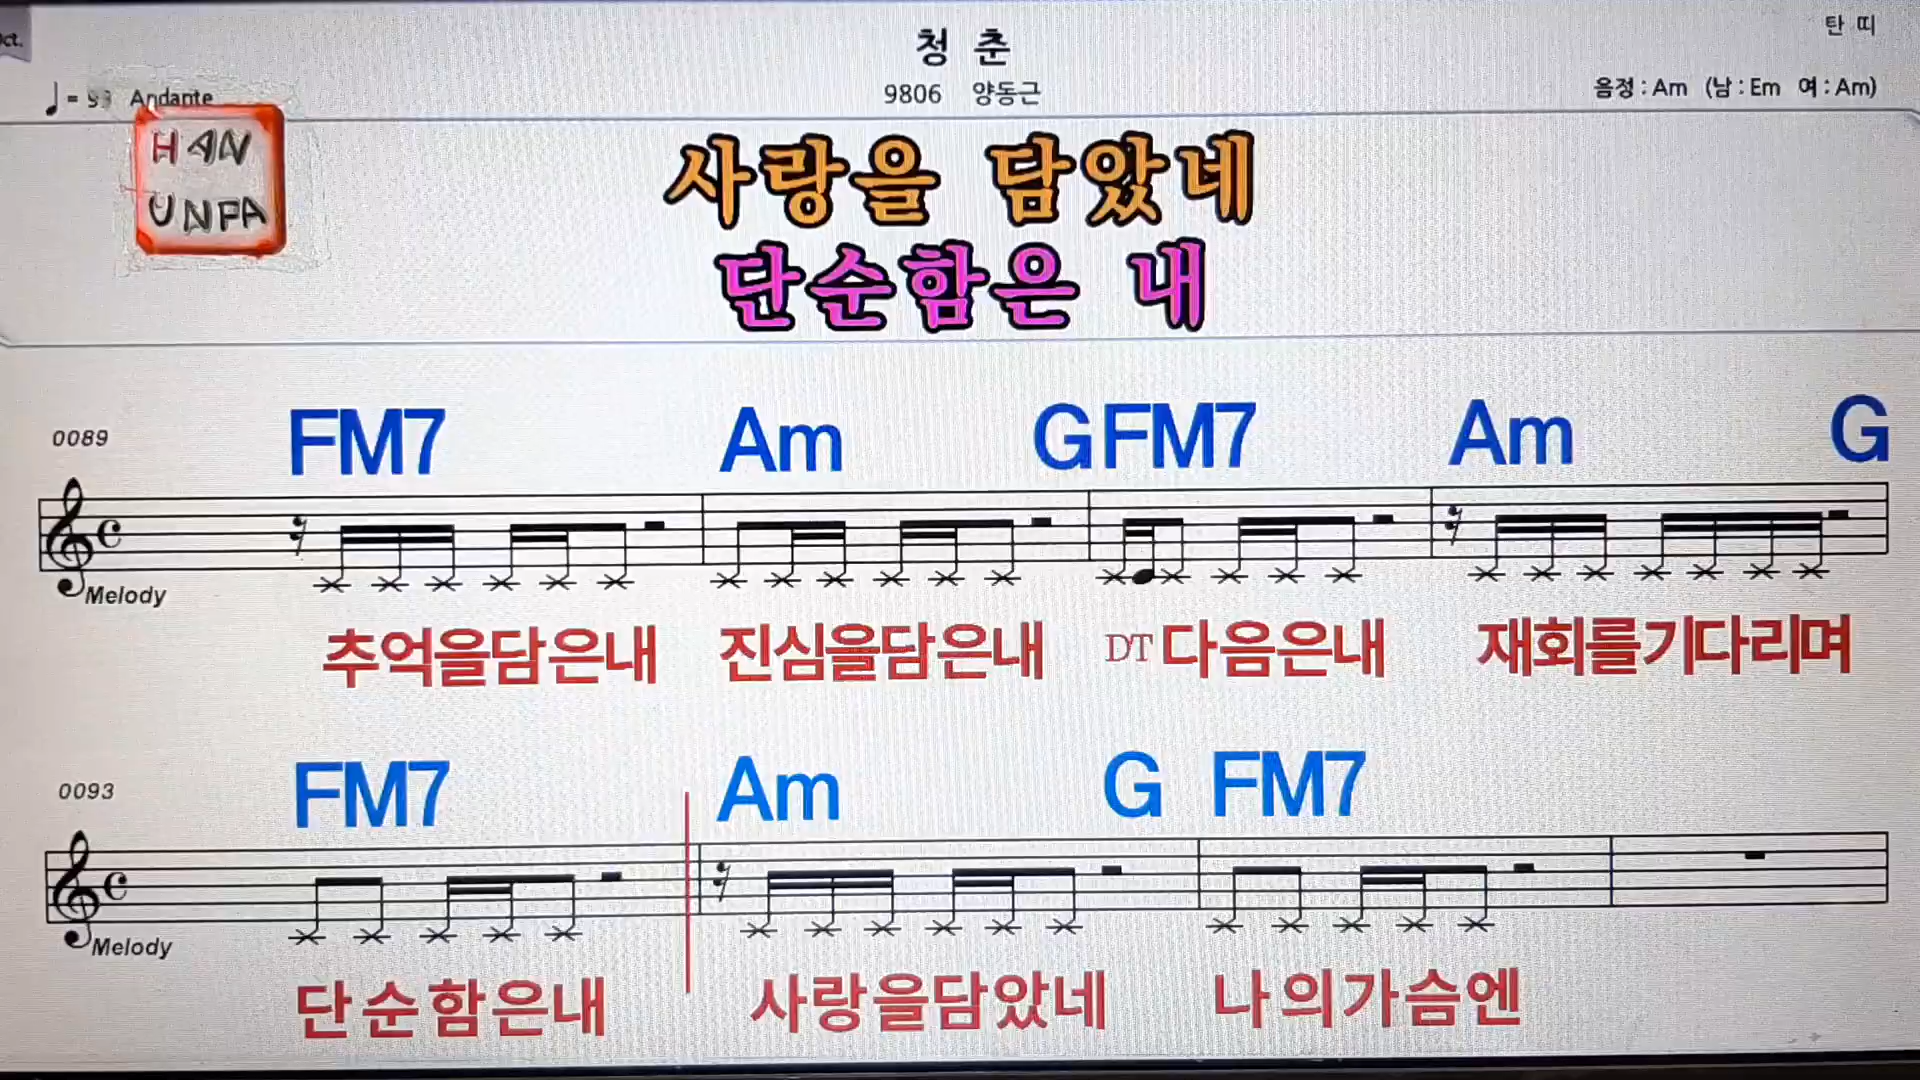 탄 띠
ct.
청 춘
♩ = 93 Andante
9806 양동근
음정 : Am (남 : Em 여 : Am)
HAN
UNPA
사랑을 담았네
단순함은 내
0089 FM7 Am G FM7 Am G
Melody
추억을담은내 진심을담은내 DT 다음은내 재회를기다리며
0093 FM7 Am G FM7
Melody
단순함은내 사랑을담았네 나의가슴엔